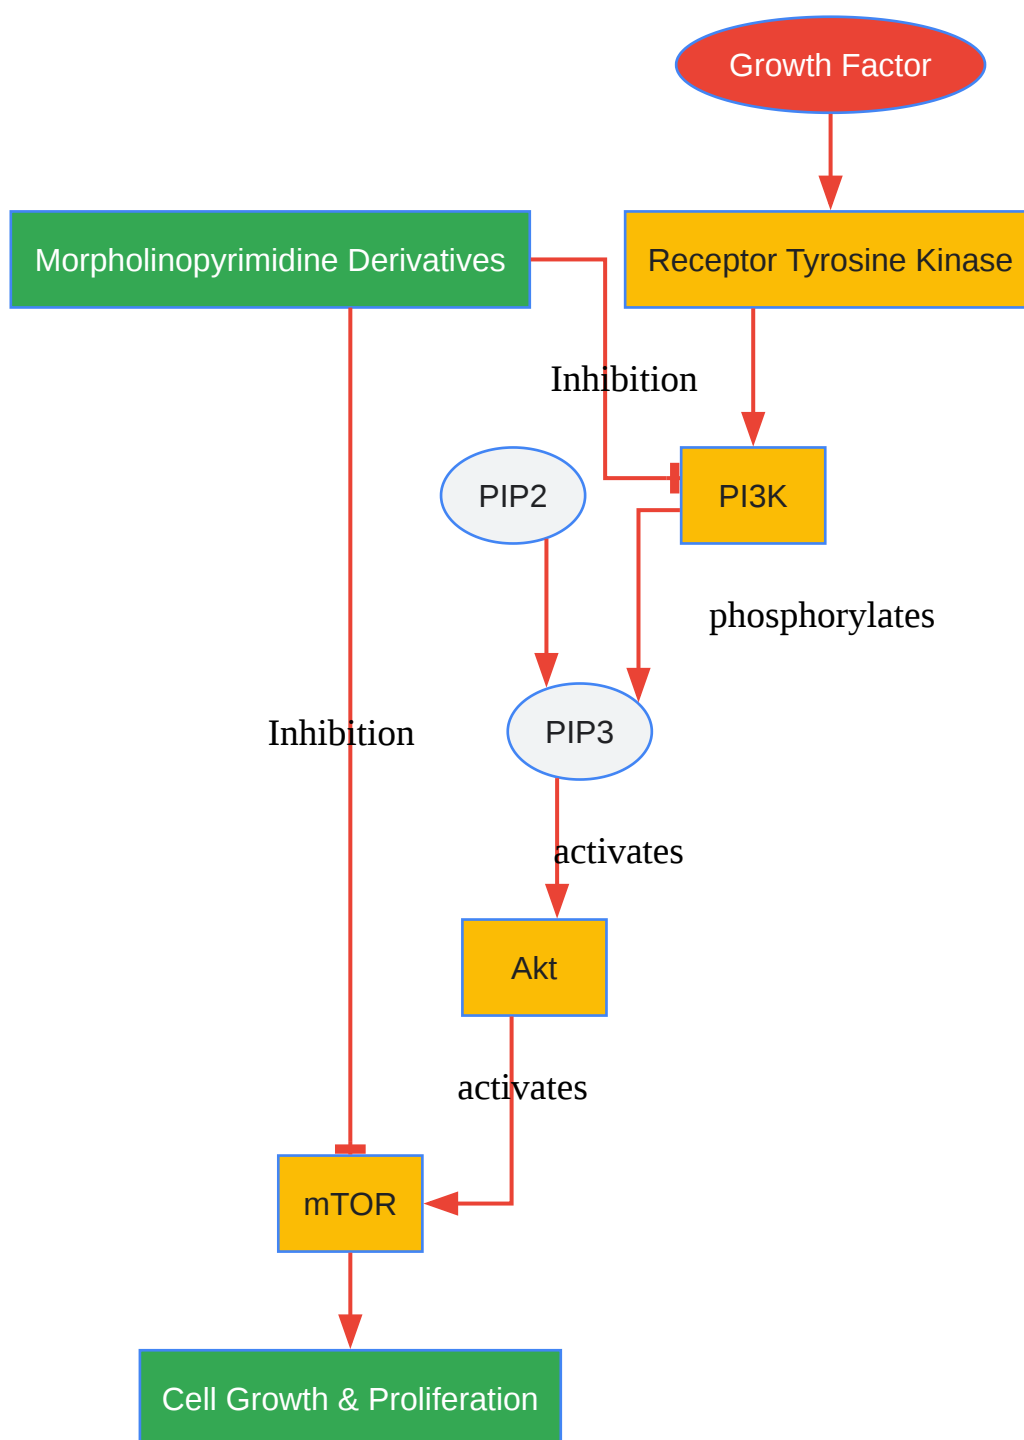 Growth Factor
Morpholinopyrimidine Derivatives
Receptor Tyrosine Kinase
Inhibition
PIP2
PI3K
phosphorylates
Inhibition
PIP3
activates
Akt
activates
mTOR
Cell Growth & Proliferation